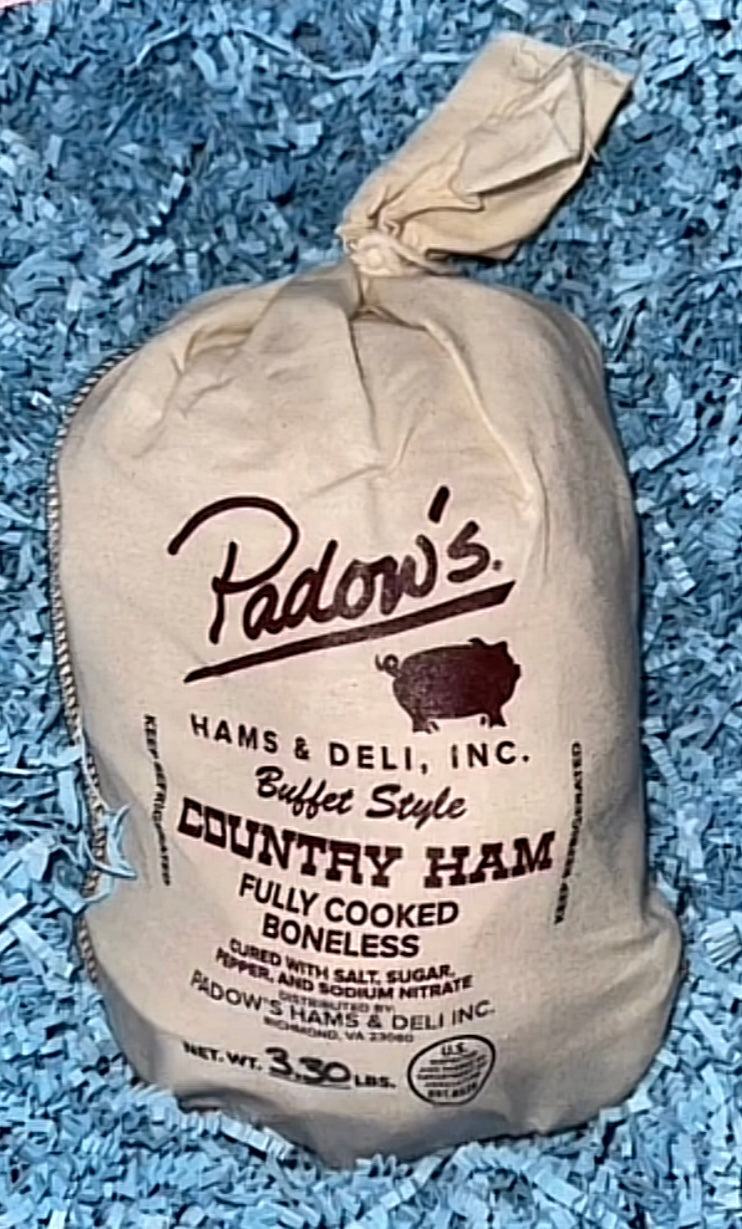 Padow's.
HAMS & DELI, INC.
Buffet Style
COUNTRY HAM
FULLY COOKED
BONELESS
CURED WITH SALT, SUGAR,
PEPPER, AND SODIUM NITRATE
DISTRIBUTED BY:
PADOW'S HAMS & DELI INC.
RICHMOND, VA 23060
NET. WT. 3.30 LBS.
U.S.
KEEP REFRIGERATED
KEEP REFRIGERATED